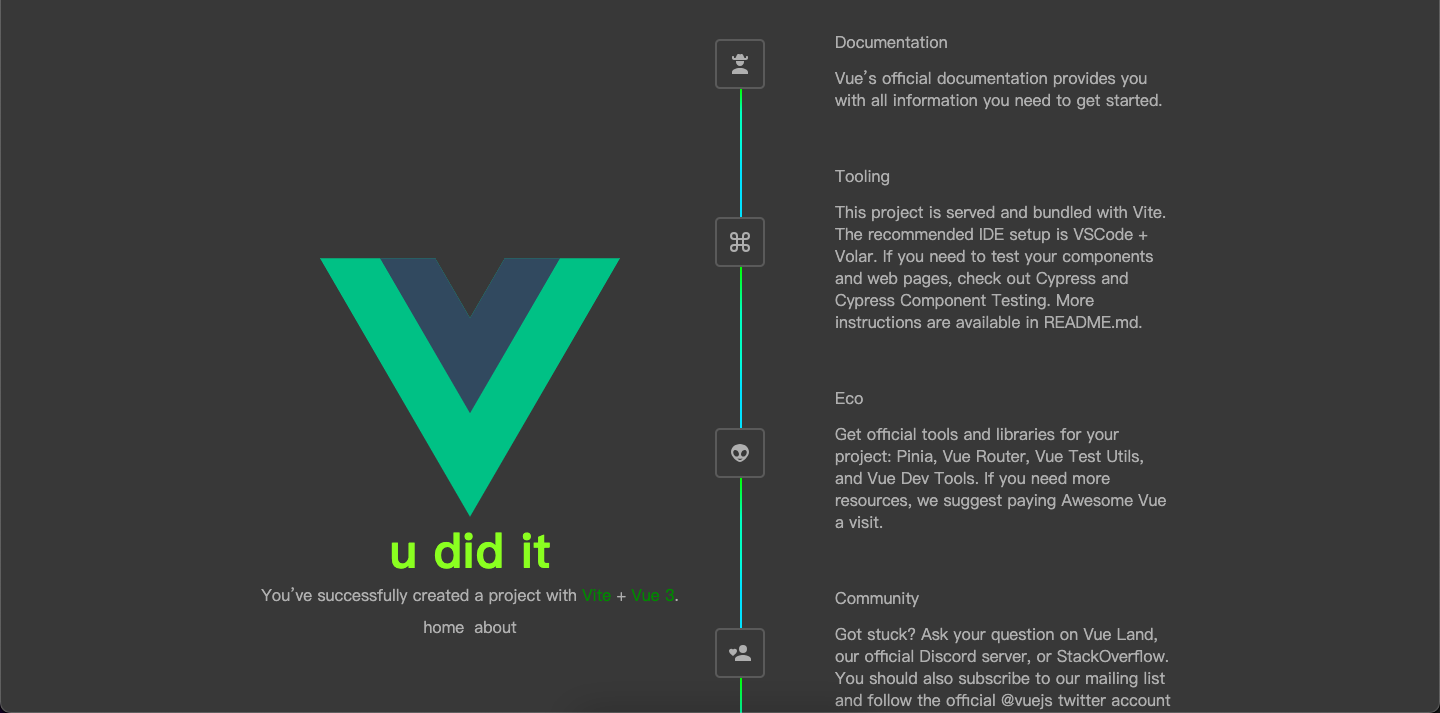 u did it
You’ve successfully created a project with Vite + Vue 3.
home about
Documentation
Vue’s official documentation provides you
with all information you need to get started.
Tooling
This project is served and bundled with Vite.
The recommended IDE setup is VSCode +
Volar. If you need to test your components
and web pages, check out Cypress and
Cypress Component Testing. More
instructions are available in README.md.
Eco
Get official tools and libraries for your
project: Pinia, Vue Router, Vue Test Utils,
and Vue Dev Tools. If you need more
resources, we suggest paying Awesome Vue
a visit.
Community
Got stuck? Ask your question on Vue Land,
our official Discord server, or StackOverflow.
You should also subscribe to our mailing list
and follow the official @vuejs twitter account